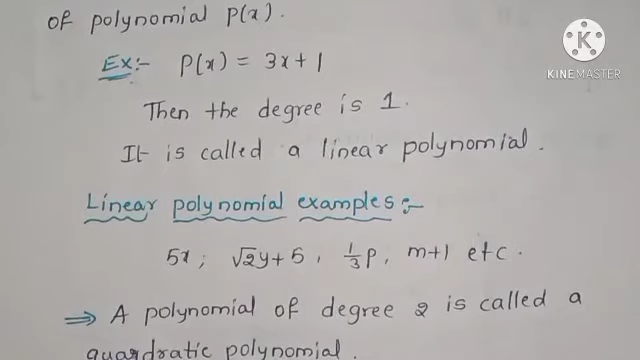 of polynomial P(x).
Ex:- P(x) = 3x + 1
Then the degree is 1.
It is called a linear polynomial.
Linear polynomial examples:-
5x; √2y+5, 1/3 p, m+1 etc.
⇒ A polynomial of degree 2 is called a
quardratic polynomial.
K
KINEMASTER